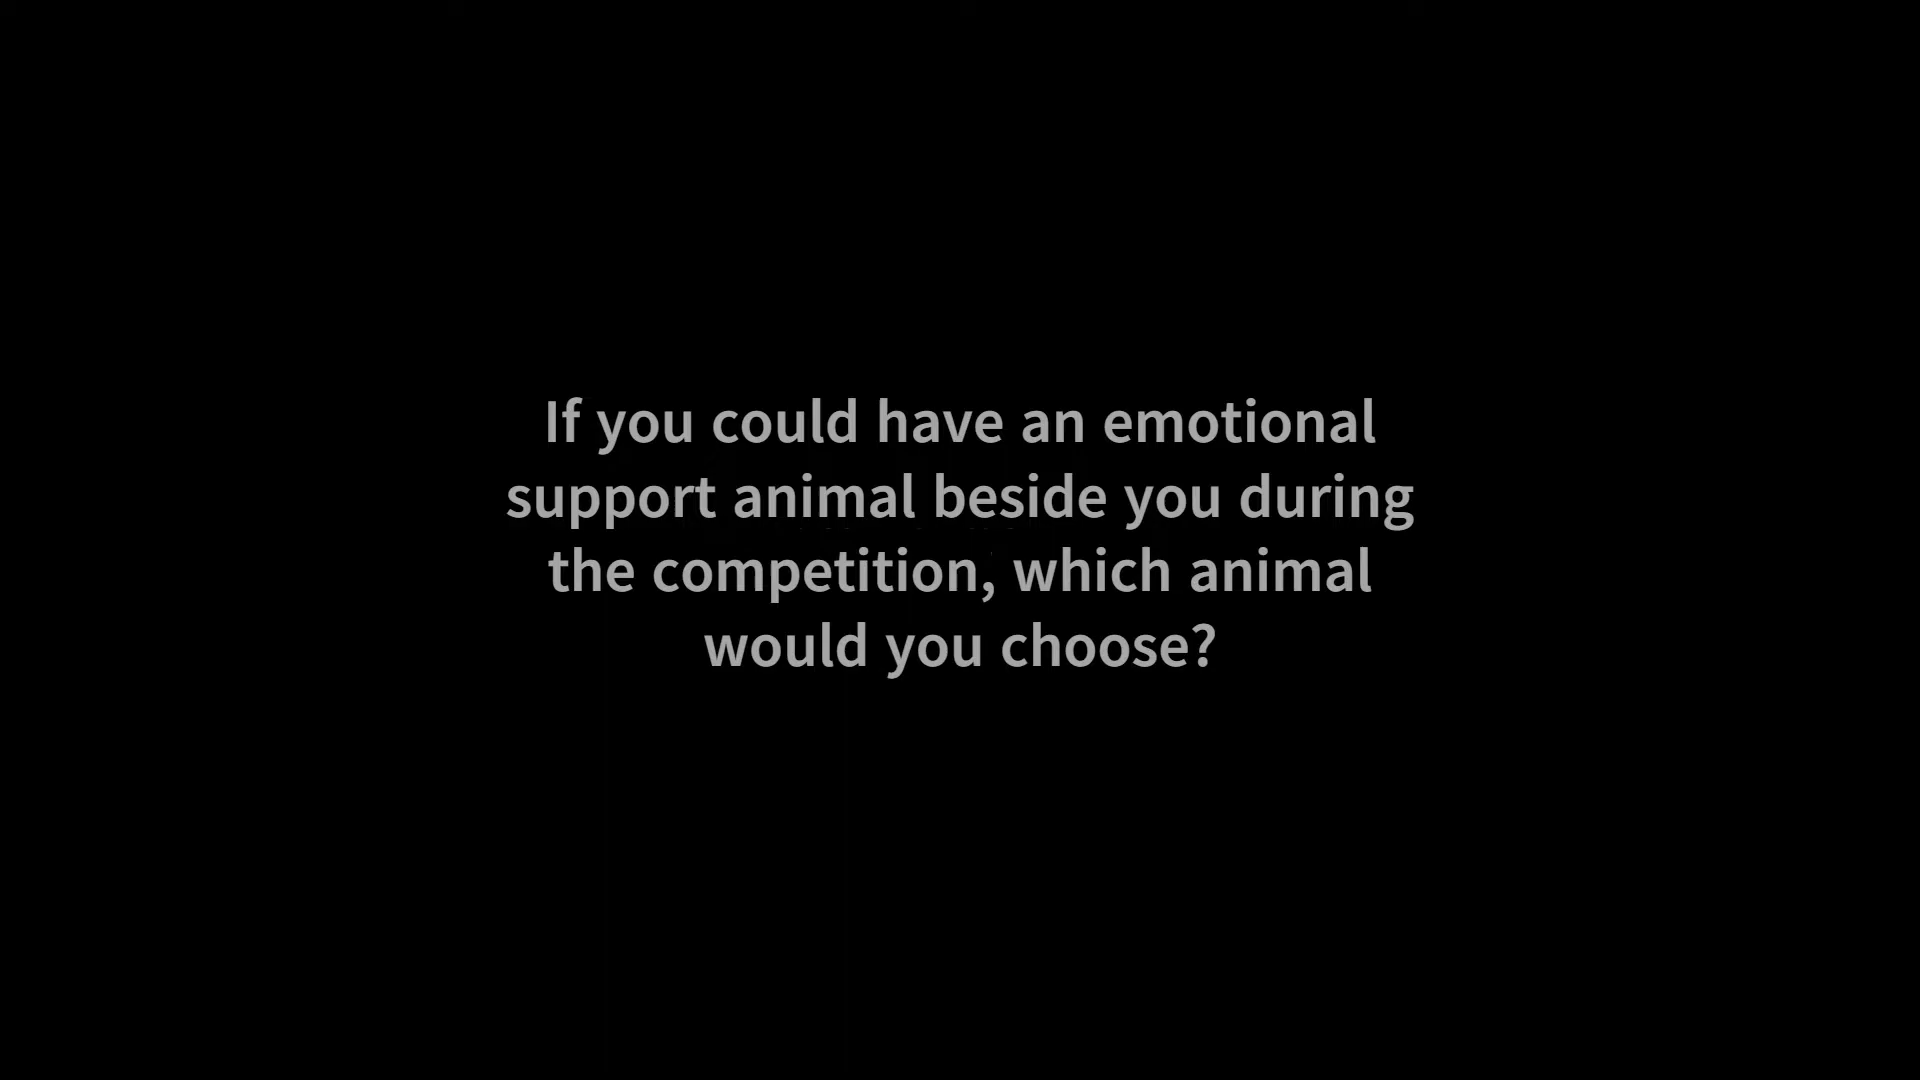 If you could have an emotional
support animal beside you during
the competition, which animal
would you choose?